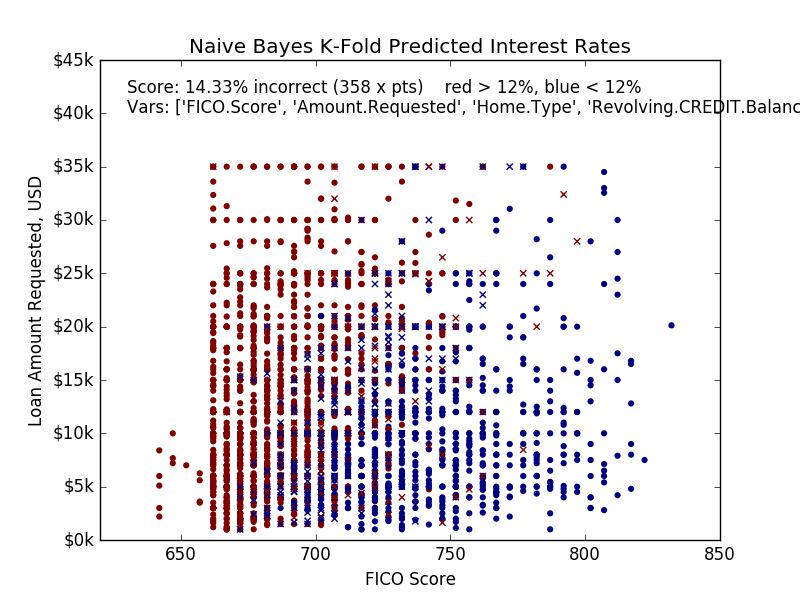 Naive Bayes K-Fold Predicted Interest Rates
Score: 14.33% incorrect (358 x pts) red > 12%, blue < 12%
Vars: ['FICO.Score', 'Amount.Requested', 'Home.Type', 'Revolving.CREDIT.Balanc
$45k
$40k
$35k
$30k
$25k
$20k
$15k
$10k
$5k
$0k
Loan Amount Requested, USD
650 700 750 800 850
FICO Score